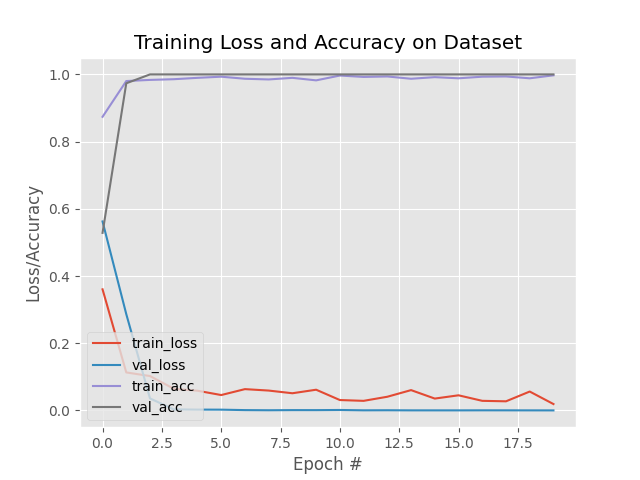 Training Loss and Accuracy on Dataset
Loss/Accuracy
1.0
0.8
0.6
0.4
0.2
0.0
train_loss
val_loss
train_acc
val_acc
0.0 2.5 5.0 7.5 10.0 12.5 15.0 17.5
Epoch #